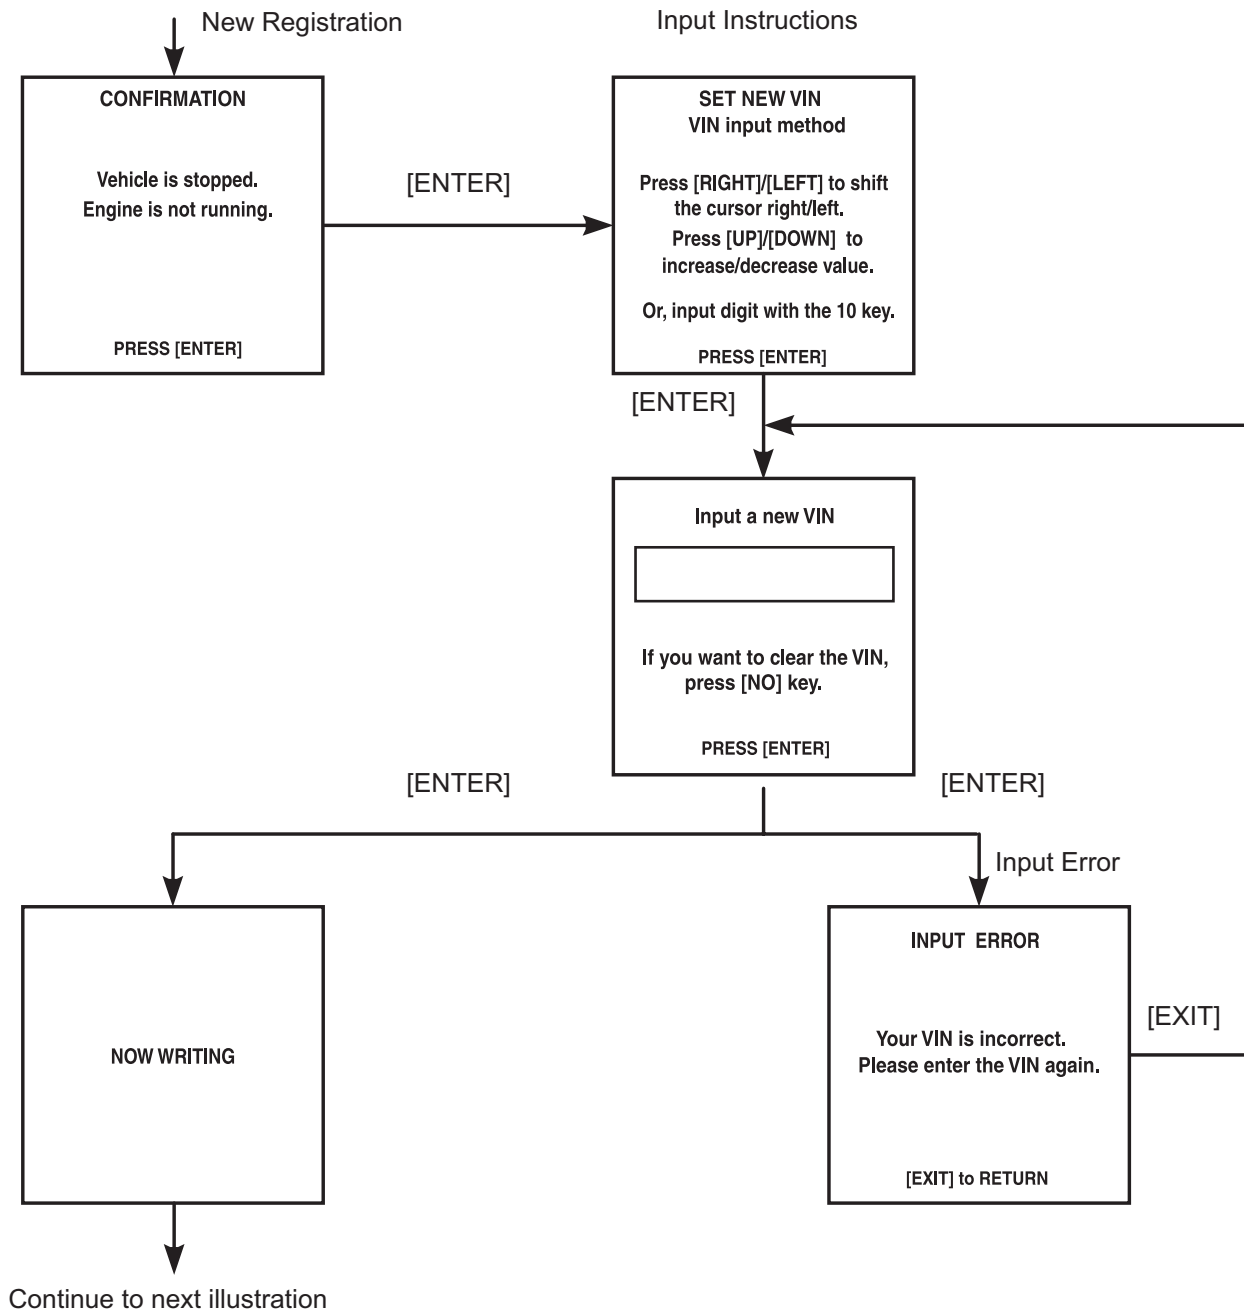 New Registration
Input Instructions
CONFIRMATION
Vehicle is stopped.
Engine is not running.
PRESS [ENTER]
[ENTER]
SET NEW VIN
VIN input method
Press [RIGHT]/[LEFT] to shift
the cursor right/left.
Press [UP]/[DOWN] to
increase/decrease value.
Or, input digit with the 10 key.
PRESS [ENTER]
[ENTER]
Input a new VIN
If you want to clear the VIN,
press [NO] key.
PRESS [ENTER]
[ENTER]
[ENTER]
Input Error
NOW WRITING
INPUT ERROR
Your VIN is incorrect.
Please enter the VIN again.
[EXIT] to RETURN
[EXIT]
Continue to next illustration